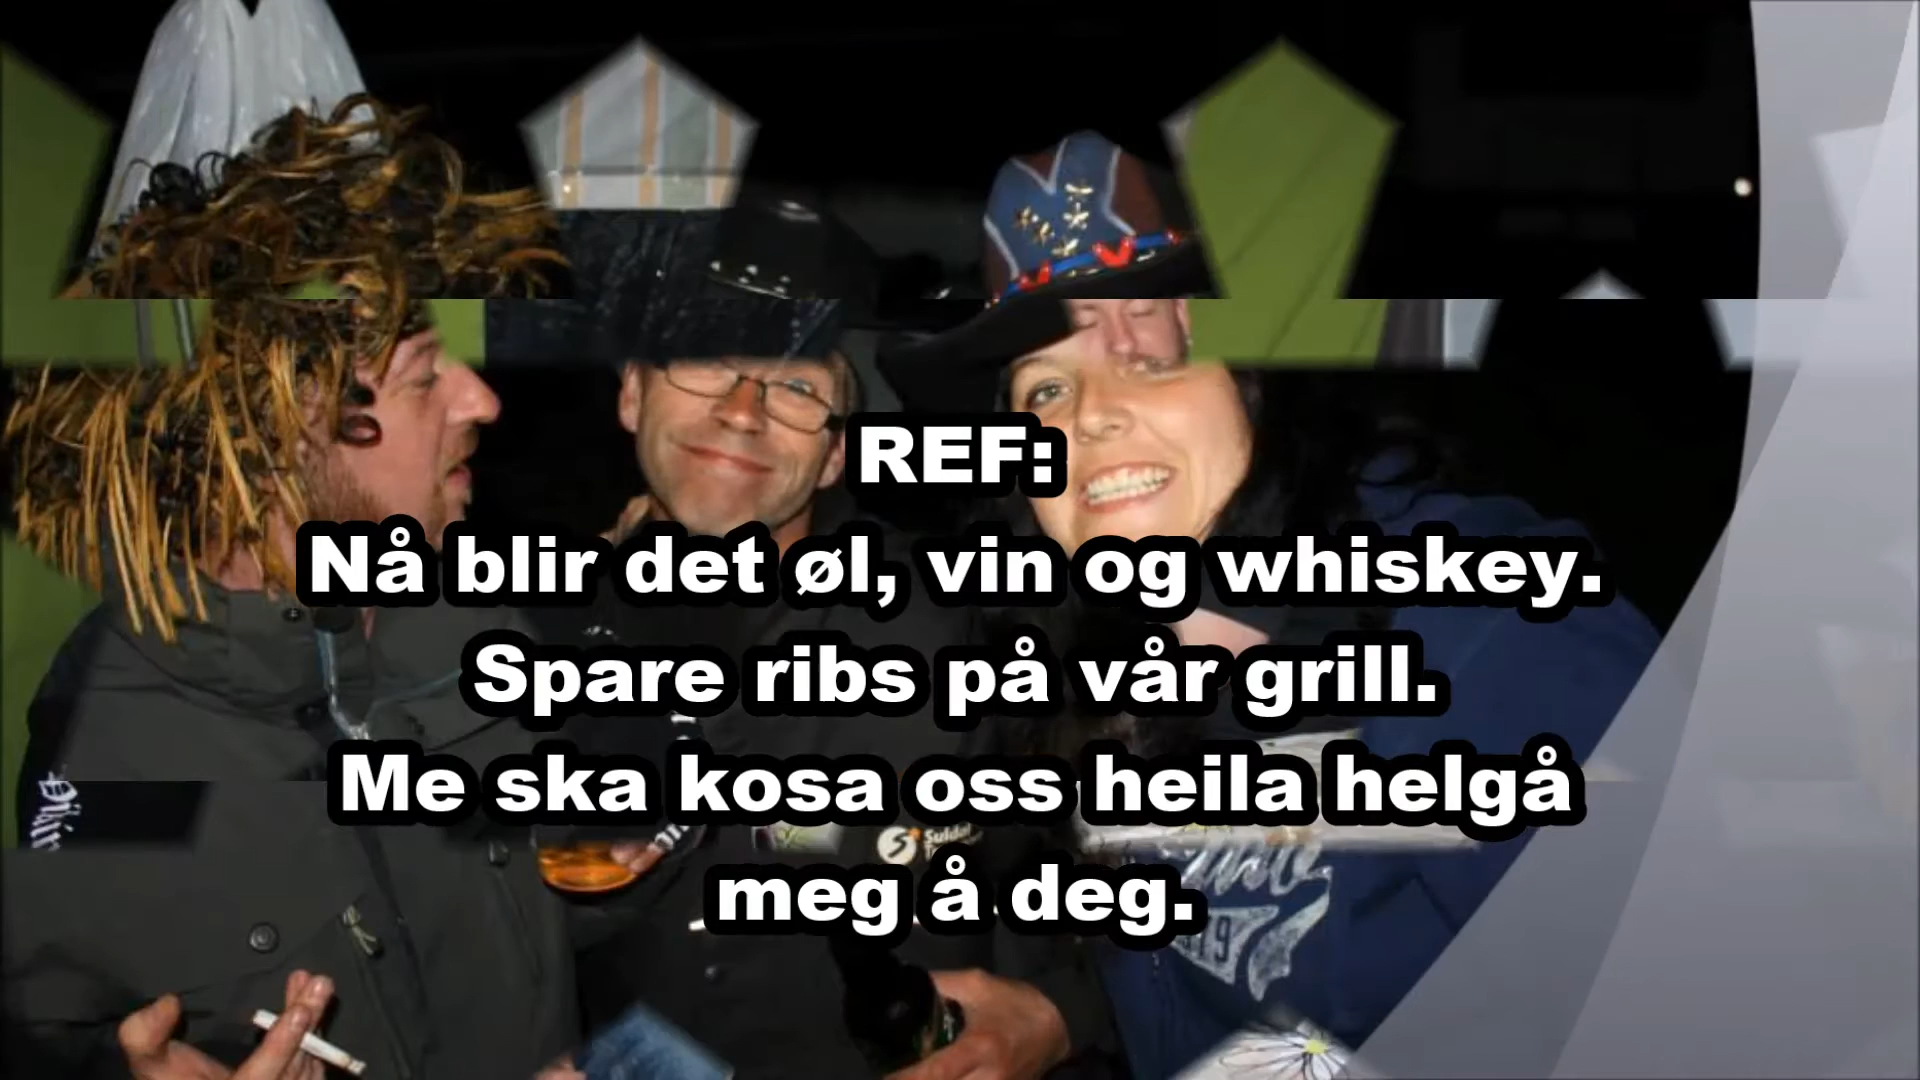 REF:
Nå blir det øl, vin og whiskey.
Spare ribs på vår grill.
Me ska kosa oss heila helgå
meg å deg.
Suldal